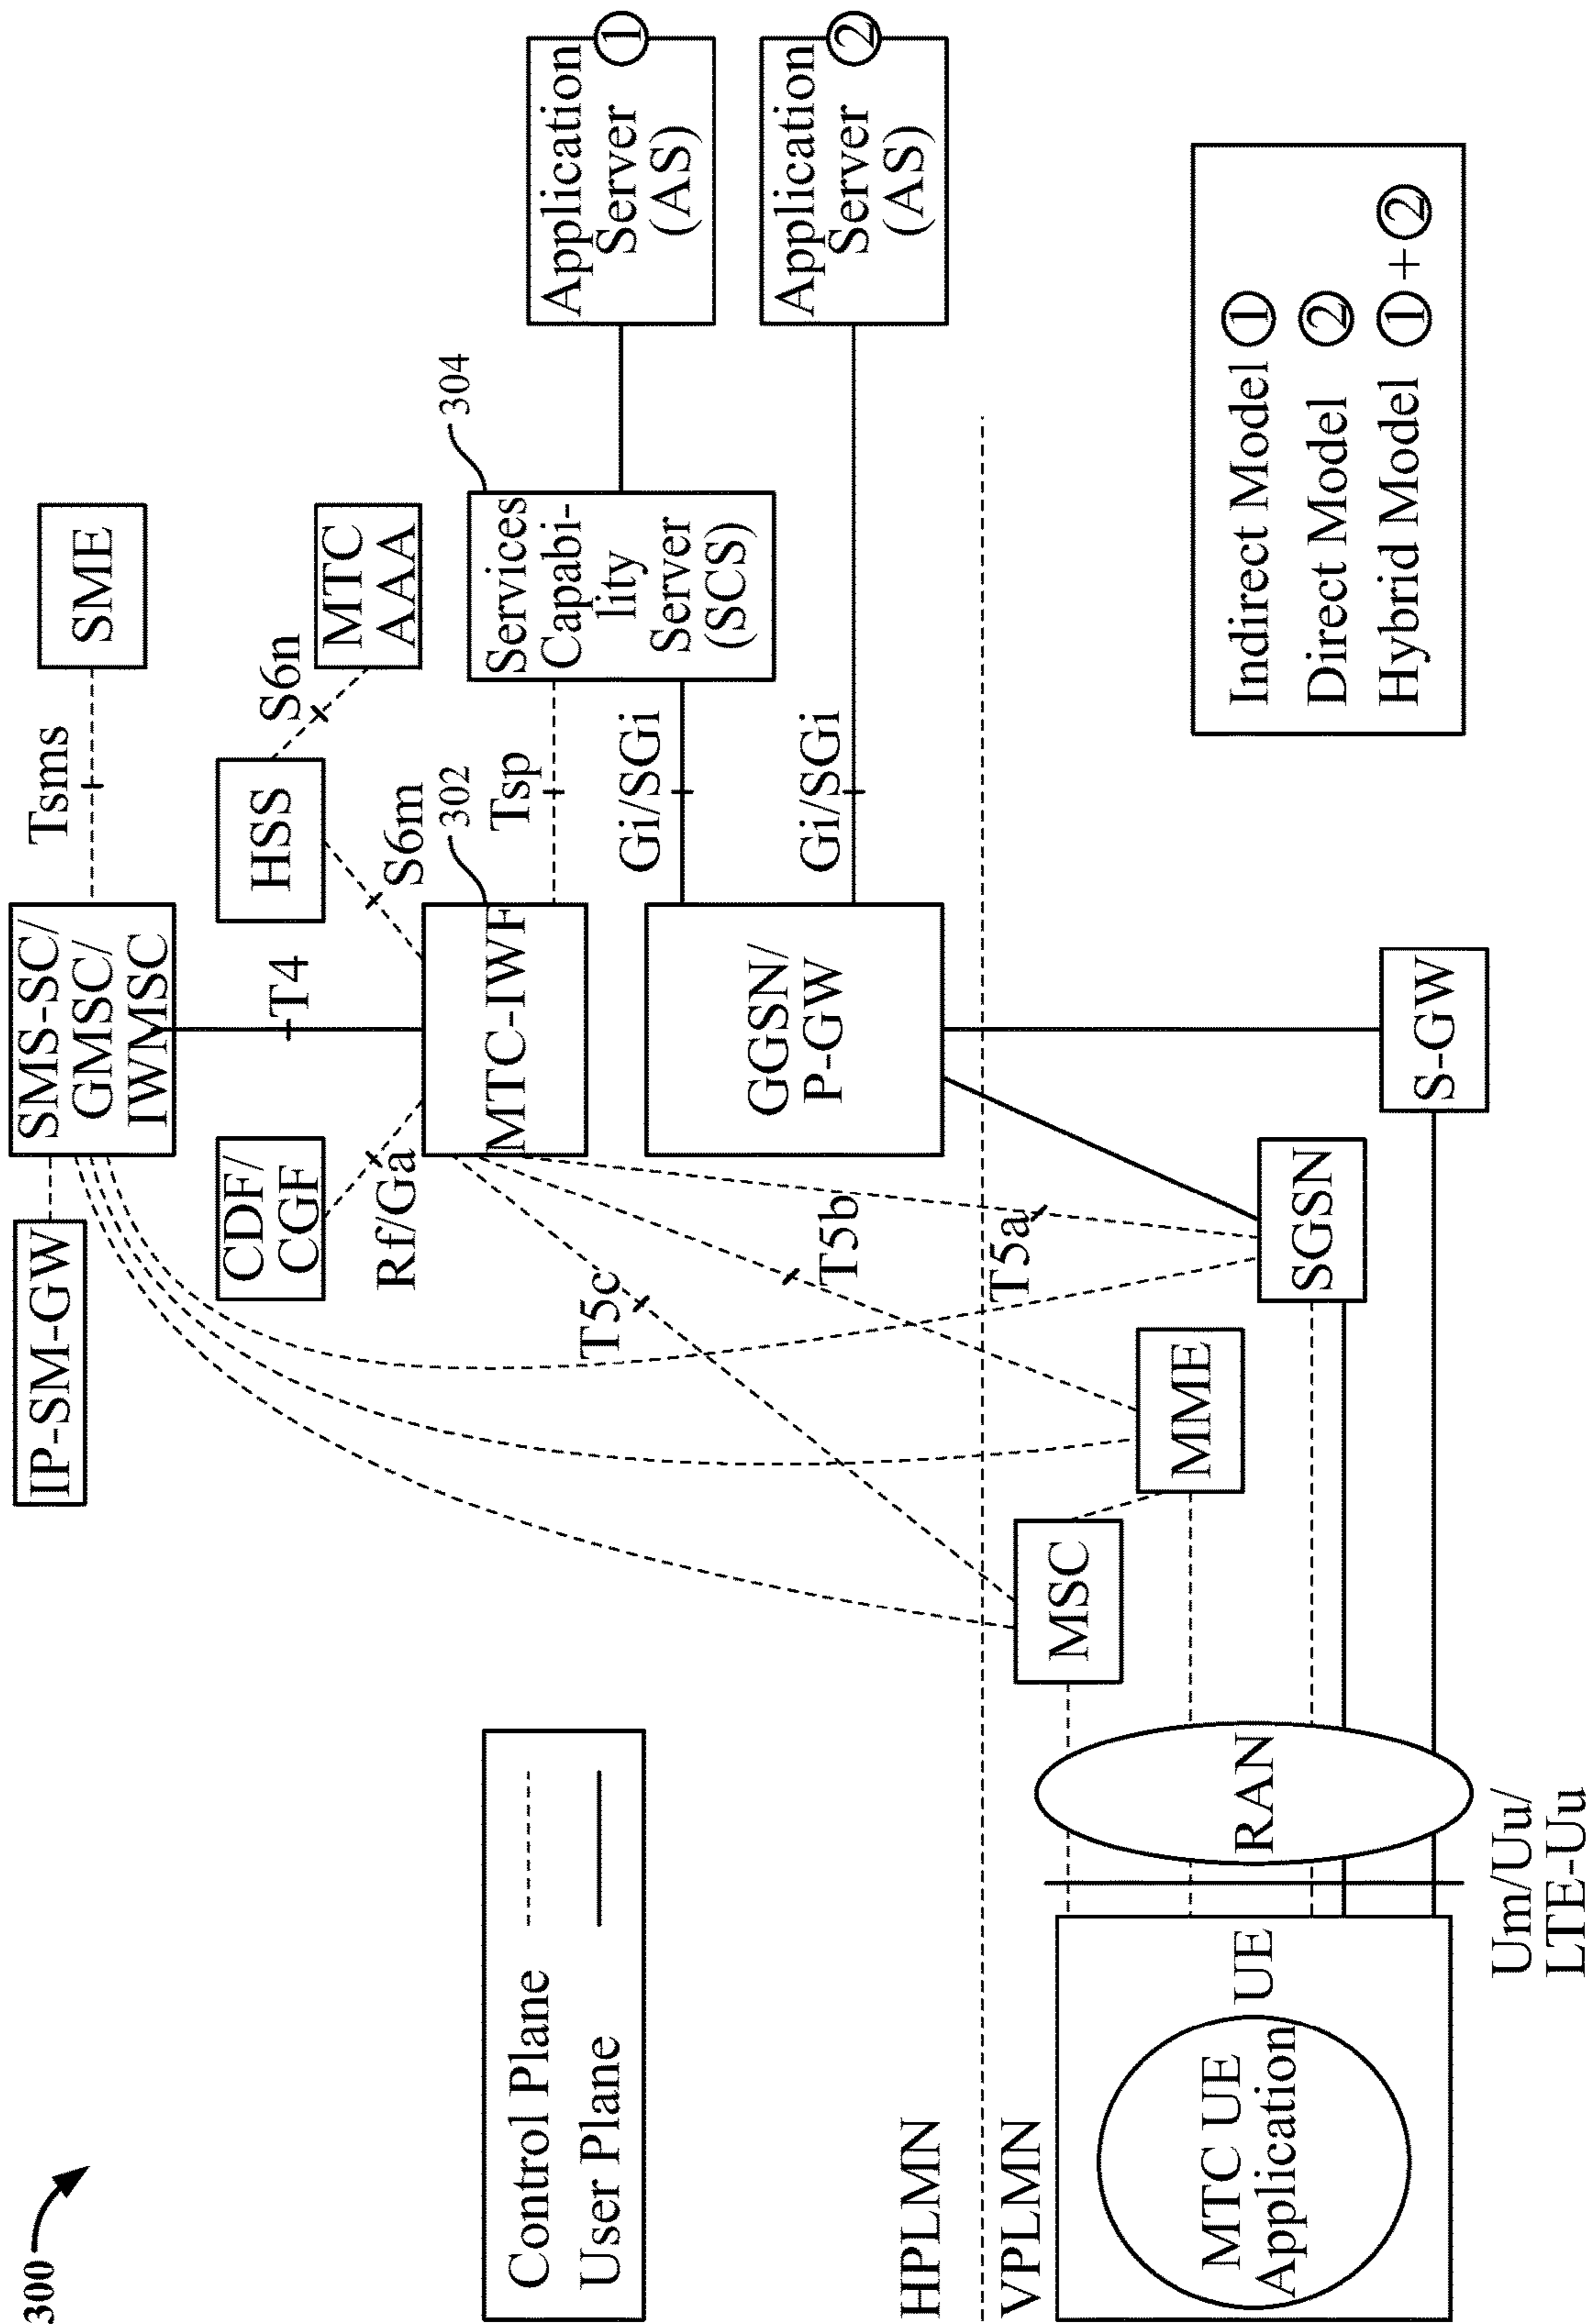 300
IP-SM-GW
SMS-SC/
GMSC/
IWMSC
Tsms
SME
CDF/
CGF
T4
HSS
S6n
MTC
AAA
Rf/Ga
S6m
302
MTC-IWF
Tsp
304
Services
Capabi-
lity
Server
(SCS)
Application
Server
(AS)
①
Control Plane
User Plane
T5c
T5b
T5a
GGSN/
P-GW
Gi/SGi
Gi/SGi
Application
Server
(AS)
②
HPLMN
VPLMN
MSC
MME
SGSN
S-GW
MTC UE
Application
UE
RAN
Um/Uu/
LTE-Uu
Indirect Model ①
Direct Model ②
Hybrid Model ①+②